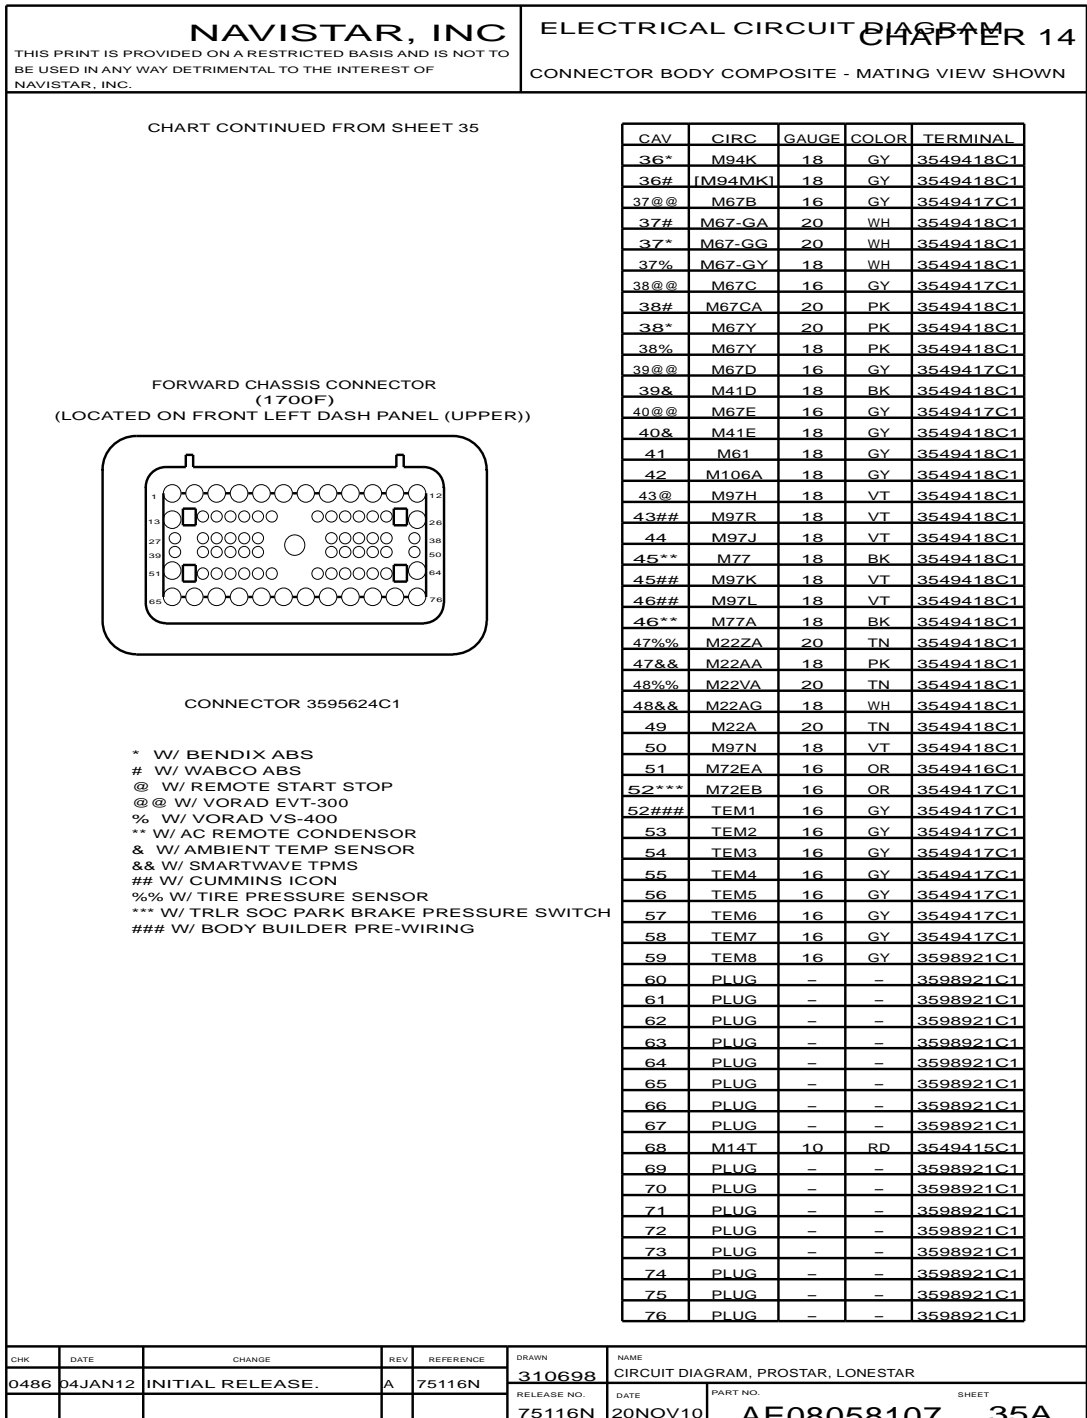 NAVISTAR, INC
THIS PRINT IS PROVIDED ON A RESTRICTED BASIS AND IS NOT TO
BE USED IN ANY WAY DETRIMENTAL TO THE INTEREST OF
NAVISTAR, INC.
ELECTRICAL CIRCUIT DIAGRAM
CHAPTER 14
CONNECTOR BODY COMPOSITE - MATING VIEW SHOWN
CHART CONTINUED FROM SHEET 35
FORWARD CHASSIS CONNECTOR
(1700F)
(LOCATED ON FRONT LEFT DASH PANEL (UPPER))
1 12
13 26
27 38
39 50
51 64
65 76
CONNECTOR 3595624C1
* W/ BENDIX ABS
# W/ WABCO ABS
@ W/ REMOTE START STOP
@@ W/ VORAD EVT-300
% W/ VORAD VS-400
** W/ AC REMOTE CONDENSOR
& W/ AMBIENT TEMP SENSOR
&& W/ SMARTWAVE TPMS
## W/ CUMMINS ICON
%% W/ TIRE PRESSURE SENSOR
*** W/ TRLR SOC PARK BRAKE PRESSURE SWITCH
### W/ BODY BUILDER PRE-WIRING
CAV CIRC GAUGE COLOR TERMINAL
36* M94K 18 GY 3549418C1
36# [M94MK] 18 GY 3549418C1
37@@ M67B 16 GY 3549417C1
37# M67-GA 20 WH 3549418C1
37* M67-GG 20 WH 3549418C1
37% M67-GY 18 WH 3549418C1
38@@ M67C 16 GY 3549417C1
38# M67CA 20 PK 3549418C1
38* M67Y 20 PK 3549418C1
38% M67Y 18 PK 3549418C1
39@@ M67D 16 GY 3549417C1
39& M41D 18 BK 3549418C1
40@@ M67E 16 GY 3549417C1
40& M41E 18 GY 3549418C1
41 M61 18 GY 3549418C1
42 M106A 18 GY 3549418C1
43@ M97H 18 VT 3549418C1
43## M97R 18 VT 3549418C1
44 M97J 18 VT 3549418C1
45** M77 18 BK 3549418C1
45## M97K 18 VT 3549418C1
46## M97L 18 VT 3549418C1
46** M77A 18 BK 3549418C1
47%% M22ZA 20 TN 3549418C1
47&& M22AA 18 PK 3549418C1
48%% M22VA 20 TN 3549418C1
48&& M22AG 18 WH 3549418C1
49 M22A 20 TN 3549418C1
50 M97N 18 VT 3549418C1
51 M72EA 16 OR 3549416C1
52*** M72EB 16 OR 3549417C1
52### TEM1 16 GY 3549417C1
53 TEM2 16 GY 3549417C1
54 TEM3 16 GY 3549417C1
55 TEM4 16 GY 3549417C1
56 TEM5 16 GY 3549417C1
57 TEM6 16 GY 3549417C1
58 TEM7 16 GY 3549417C1
59 TEM8 16 GY 3598921C1
60 PLUG – – 3598921C1
61 PLUG – – 3598921C1
62 PLUG – – 3598921C1
63 PLUG – – 3598921C1
64 PLUG – – 3598921C1
65 PLUG – – 3598921C1
66 PLUG – – 3598921C1
67 PLUG – – 3598921C1
68 M14T 10 RD 3549415C1
69 PLUG – – 3598921C1
70 PLUG – – 3598921C1
71 PLUG – – 3598921C1
72 PLUG – – 3598921C1
73 PLUG – – 3598921C1
74 PLUG – – 3598921C1
75 PLUG – – 3598921C1
76 PLUG – – 3598921C1
CHK DATE CHANGE REV REFERENCE
0486 04JAN12 INITIAL RELEASE. A 75116N
DRAWN
310698
NAME
CIRCUIT DIAGRAM, PROSTAR, LONESTAR
RELEASE NO. DATE PART NO. SHEET
75116N 20NOV10 AE08058107 35A